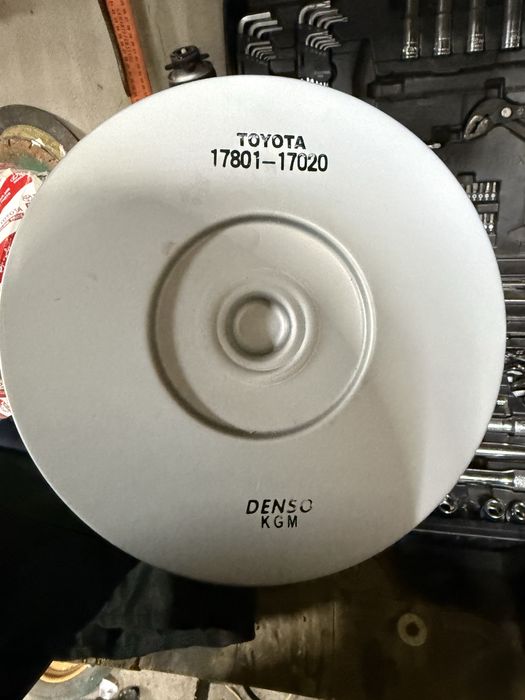 TOYOTA
17801-17020
DENSO
KGM